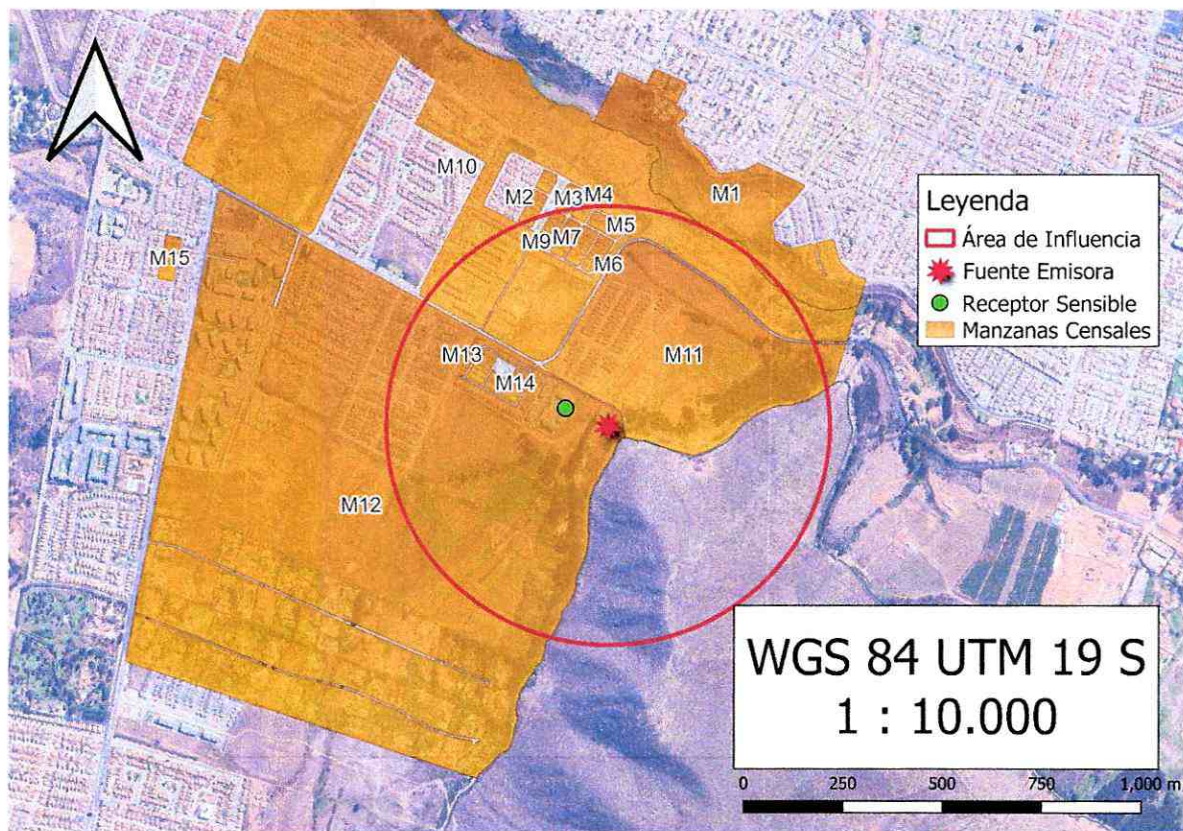 M10
M2
M3
M4
M1
M5
M9
M7
M6
M15
M13
M14
M11
M12
Leyenda
Área de Influencia
Fuente Emisora
Receptor Sensible
Manzanas Censales
WGS 84 UTM 19 S
1 : 10.000
0 250 500 750 1,000 m